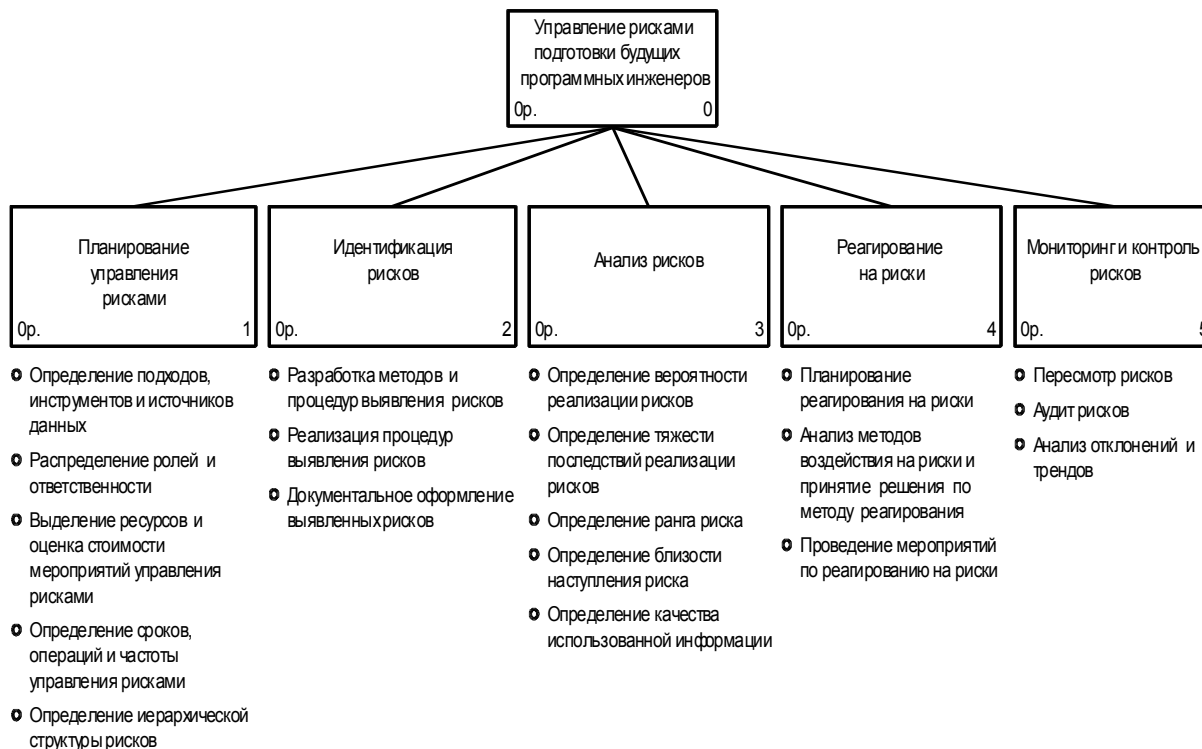 Управление рисками
подготовки будущих
программных инженеров
0р. 0
Планирование
управления
рисками
0р. 1
Идентификация
рисков
0р. 2
Анализ рисков
0р. 3
Реагирование
на риски
0р. 4
Мониторинг и контроль
рисков
0р. 5
Определение подходов,
инструментов и источников
данных
Распределение ролей и
ответственности
Выделение ресурсов и
оценка стоимости
мероприятий управления
рисками
Определение сроков,
операций и частоты
управления рисками
Определение иерархической
структуры рисков
Разработка методов и
процедур выявления рисков
Реализация процедур
выявления рисков
Документальное оформление
выявленных рисков
Определение вероятности
реализации рисков
Определение тяжести
последствий реализации
рисков
Определение ранга риска
Определение близости
наступления риска
Определение качества
использованной информации
Планирование
реагирования на риски
Анализ методов
воздействия на риски и
принятие решения по
методу реагирования
Проведение мероприятий
по реагированию на риски
Пересмотр рисков
Аудит рисков
Анализ отклонений и
трендов